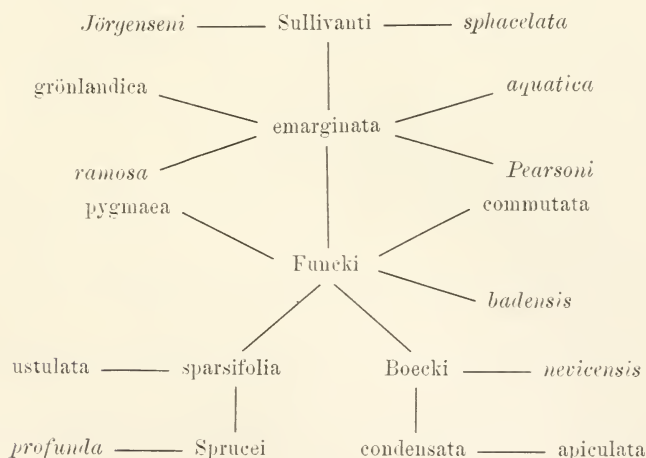 Jörgenseni Sullivanti sphacelata
grönlandica aquatica
emarginata
ramosa Pearsoni
pygmaea commutata
Funcki
badensis
ustulata sparsifolia Boecki nevicensis
profunda Sprucei condensata apiculata